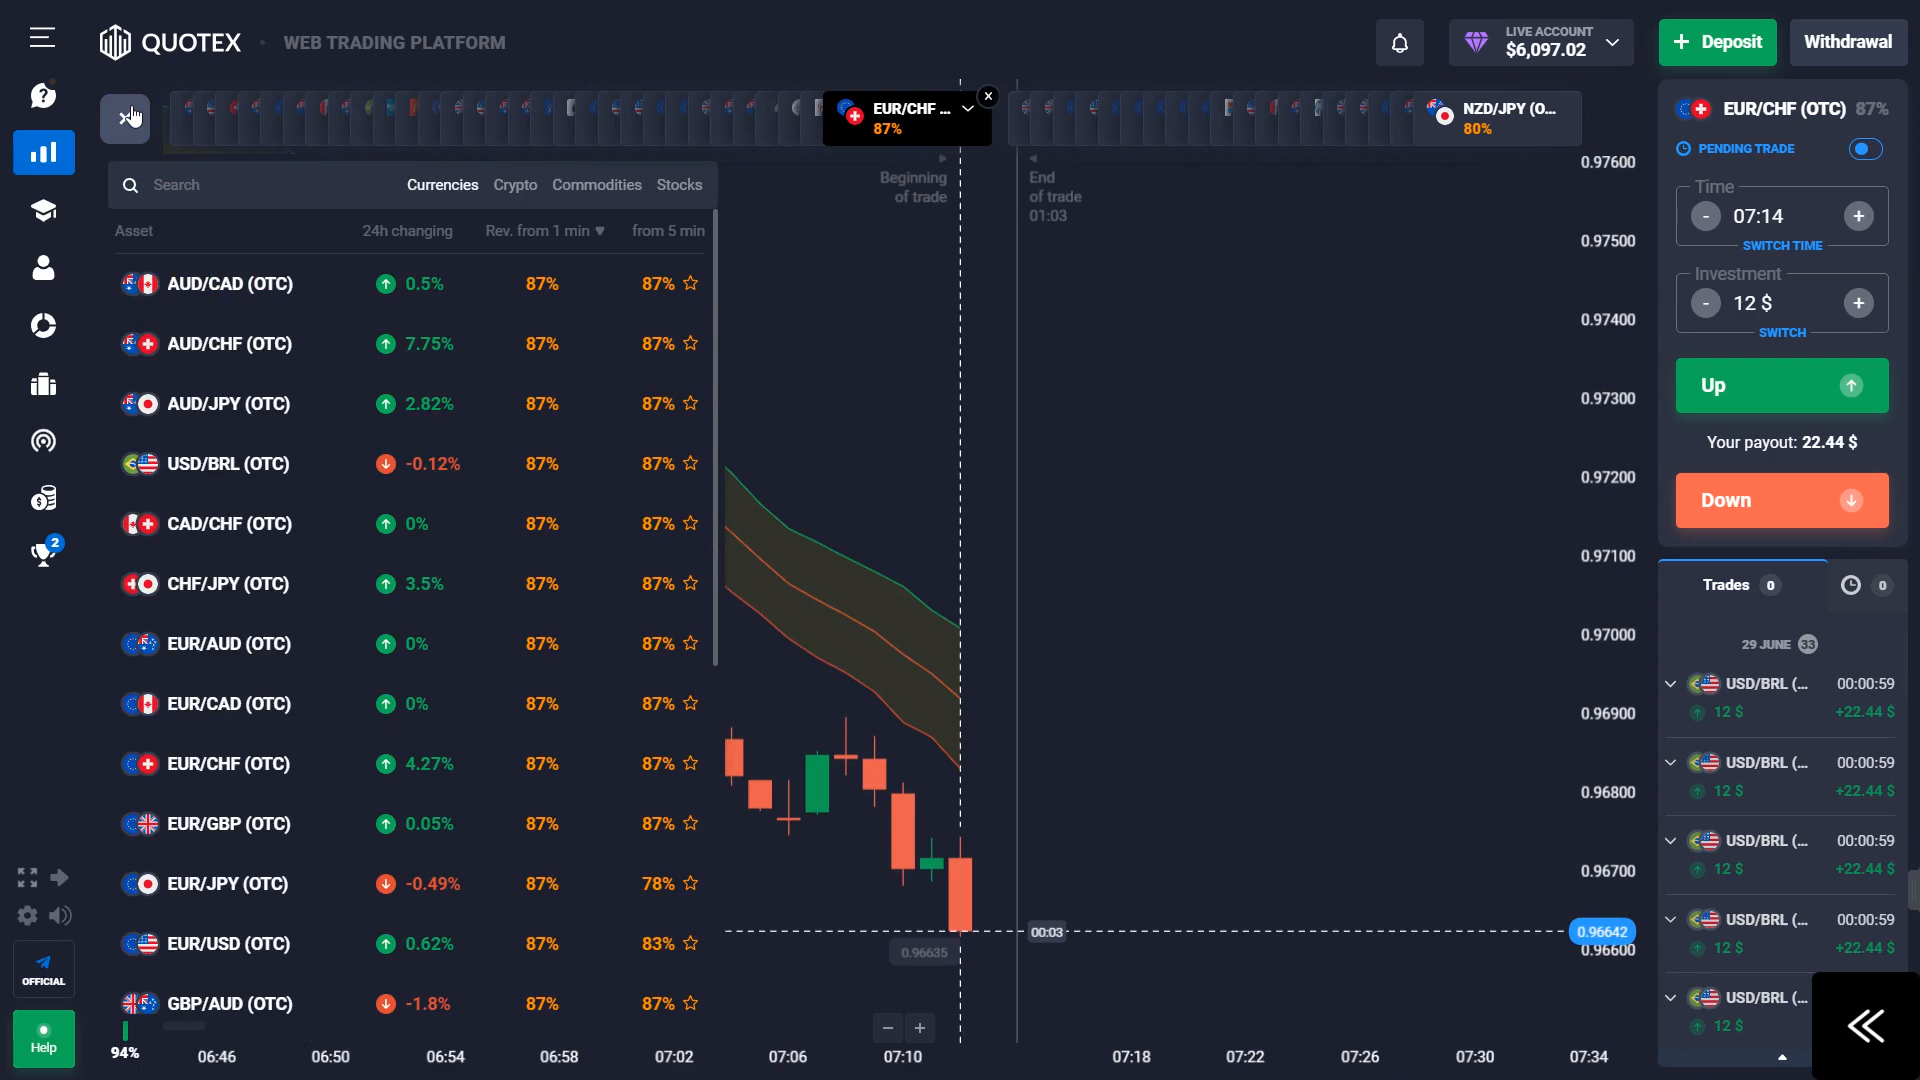 QUOTEX
WEB TRADING PLATFORM
LIVE ACCOUNT
$6,097.02
+ Deposit
Withdrawal
EUR/CHF ...
87%
NZD/JPY (O...
80%
EUR/CHF (OTC) 87%
PENDING TRADE
Time
- 07:14 +
SWITCH TIME
Investment
- 12 $ +
SWITCH
Up
Your payout: 22.44 $
Down
Beginning
of trade
End
of trade
01:03
Search
Currencies Crypto Commodities Stocks
Asset 24h changing Rev. from 1 min ▼ from 5 min
AUD/CAD (OTC) 0.5% 87% 87%
AUD/CHF (OTC) 7.75% 87% 87%
AUD/JPY (OTC) 2.82% 87% 87%
USD/BRL (OTC) -0.12% 87% 87%
CAD/CHF (OTC) 0% 87% 87%
CHF/JPY (OTC) 3.5% 87% 87%
EUR/AUD (OTC) 0% 87% 87%
EUR/CAD (OTC) 0% 87% 87%
EUR/CHF (OTC) 4.27% 87% 87%
EUR/GBP (OTC) 0.05% 87% 87%
EUR/JPY (OTC) -0.49% 87% 78%
EUR/USD (OTC) 0.62% 87% 83%
GBP/AUD (OTC) -1.8% 87% 87%
0.97600
0.97500
0.97400
0.97300
0.97200
0.97100
0.97000
0.96900
0.96800
0.96700
0.96642
0.96600
00:03
0.96635
Trades 0
0
29 JUNE 33
USD/BRL (... 00:00:59
12 $ +22.44 $
USD/BRL (... 00:00:59
12 $ +22.44 $
USD/BRL (... 00:00:59
12 $ +22.44 $
USD/BRL (... 00:00:59
12 $ +22.44 $
USD/BRL (...
12 $
2
OFFICIAL
Help
94%
- +
06:46 06:50 06:54 06:58 07:02 07:06 07:10 07:18 07:22 07:26 07:30 07:34